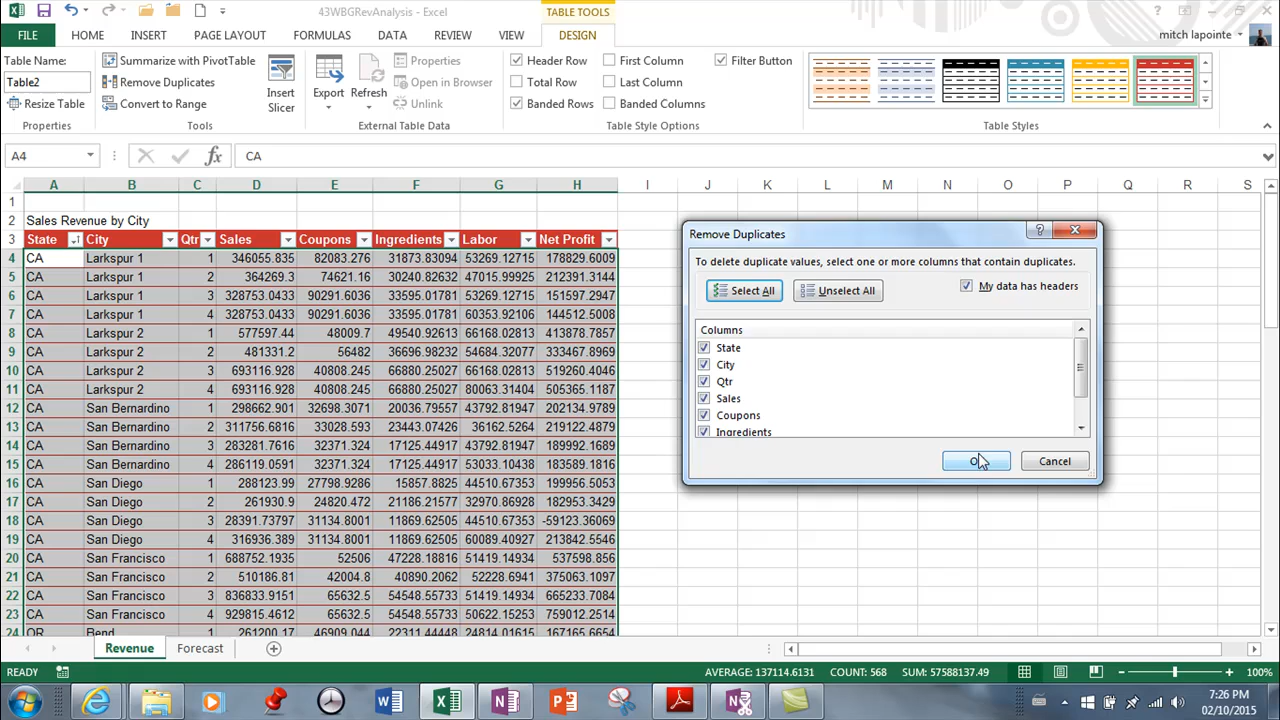 43WBGRevAnalysis - Excel
TABLE TOOLS
FILE HOME INSERT PAGE LAYOUT FORMULAS DATA REVIEW VIEW DESIGN mitch lapointe
Table Name: Summarize with PivotTable Properties Header Row First Column Filter Button
Table2 Remove Duplicates Insert Slicer Export Refresh Open in Browser Total Row Last Column
Resize Table Convert to Range Unlink Banded Rows Banded Columns
Properties Tools External Table Data Table Style Options Table Styles
A4 fx CA
A B C D E F G H I J K L M N O P Q R S
1
2 Sales Revenue by City
3 State City Qtr Sales Coupons Ingredients Labor Net Profit
4 CA Larkspur 1 1 346055.835 82083.276 31873.83094 53269.12715 178829.6009
5 CA Larkspur 1 2 364269.3 74621.16 30240.82632 47015.99925 212391.3144
6 CA Larkspur 1 3 328753.0433 90291.6036 33595.01781 53269.12715 151597.2947
7 CA Larkspur 1 4 328753.0433 90291.6036 33595.01781 60353.92106 144512.5008
8 CA Larkspur 2 1 577597.44 48009.7 49540.92613 66168.02813 413878.7857
9 CA Larkspur 2 2 481331.2 56482 36696.98232 54684.32077 333467.8969
10 CA Larkspur 2 3 693116.928 40808.245 66880.25027 66168.02813 519260.4046
11 CA Larkspur 2 4 693116.928 40808.245 66880.25027 80063.31404 505365.1187
12 CA San Bernardino 1 298662.901 32698.3071 20036.79557 43792.81947 202134.9789
13 CA San Bernardino 2 311756.6816 33028.593 23443.07426 36162.5264 219122.4879
14 CA San Bernardino 3 283281.7616 32371.324 17125.44917 43792.81947 189992.1689
15 CA San Bernardino 4 286119.0591 32371.324 17125.44917 53033.10438 183589.1816
16 CA San Diego 1 288123.99 27798.9286 15857.8825 44510.67353 199956.5053
17 CA San Diego 2 261930.9 24820.472 21186.21577 32970.86928 182953.3429
18 CA San Diego 3 28391.73797 31134.8001 11869.62505 44510.67353 -59123.36069
19 CA San Diego 4 316936.389 31134.8001 11869.62505 60089.40927 213842.5546
20 CA San Francisco 1 688752.1935 52506 47228.18816 51419.14934 537598.856
21 CA San Francisco 2 510186.81 42004.8 40890.2062 52228.6941 375063.1097
22 CA San Francisco 3 836833.9151 65632.5 54548.55733 51419.14934 665233.7084
23 CA San Francisco 4 929815.4612 65632.5 54548.55733 50622.15253 759012.2514
24 OR Bend 1 261200.17 46909.044 22311.44448 24814.01615 167165.6654
Remove Duplicates
To delete duplicate values, select one or more columns that contain duplicates.
Select All Unselect All My data has headers
Columns
State
City
Qtr
Sales
Coupons
Ingredients
Cancel
Revenue Forecast
READY AVERAGE: 137114.6131 COUNT: 568 SUM: 57588137.49 100%
7:26 PM
02/10/2015